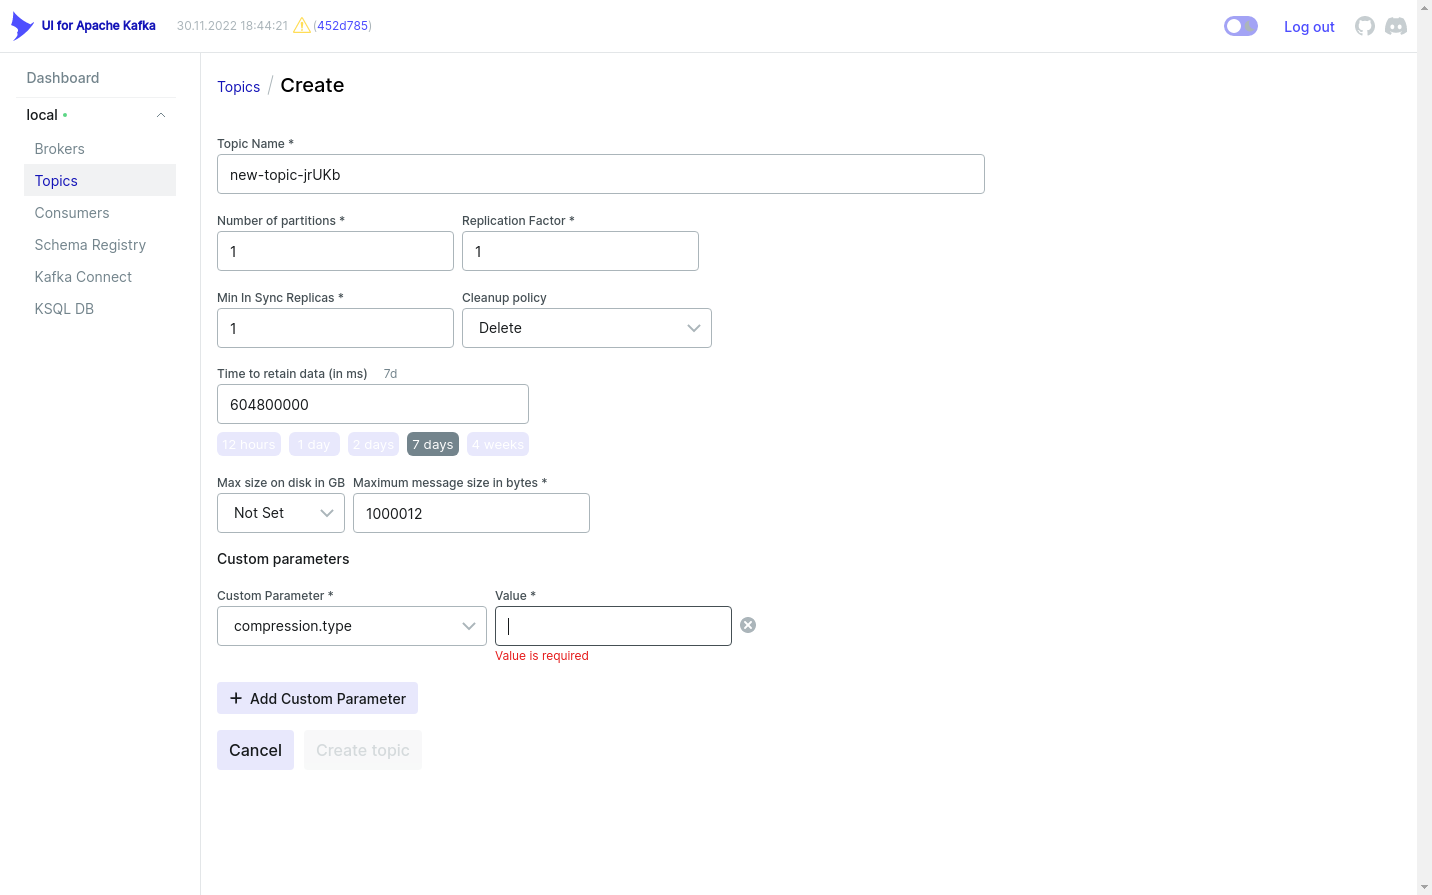 UI for Apache Kafka 30.11.2022 18:44:21 (452d785) Log out
Dashboard
local
Brokers
Topics
Consumers
Schema Registry
Kafka Connect
KSQL DB
Topics / Create
Topic Name *
new-topic-jrUKb
Number of partitions * Replication Factor *
1 1
Min In Sync Replicas * Cleanup policy
1 Delete
Time to retain data (in ms) 7d
604800000
12 hours 1 day 2 days 7 days 4 weeks
Max size on disk in GB Maximum message size in bytes *
Not Set 1000012
Custom parameters
Custom Parameter * Value *
compression.type
Value is required
+ Add Custom Parameter
Cancel Create topic